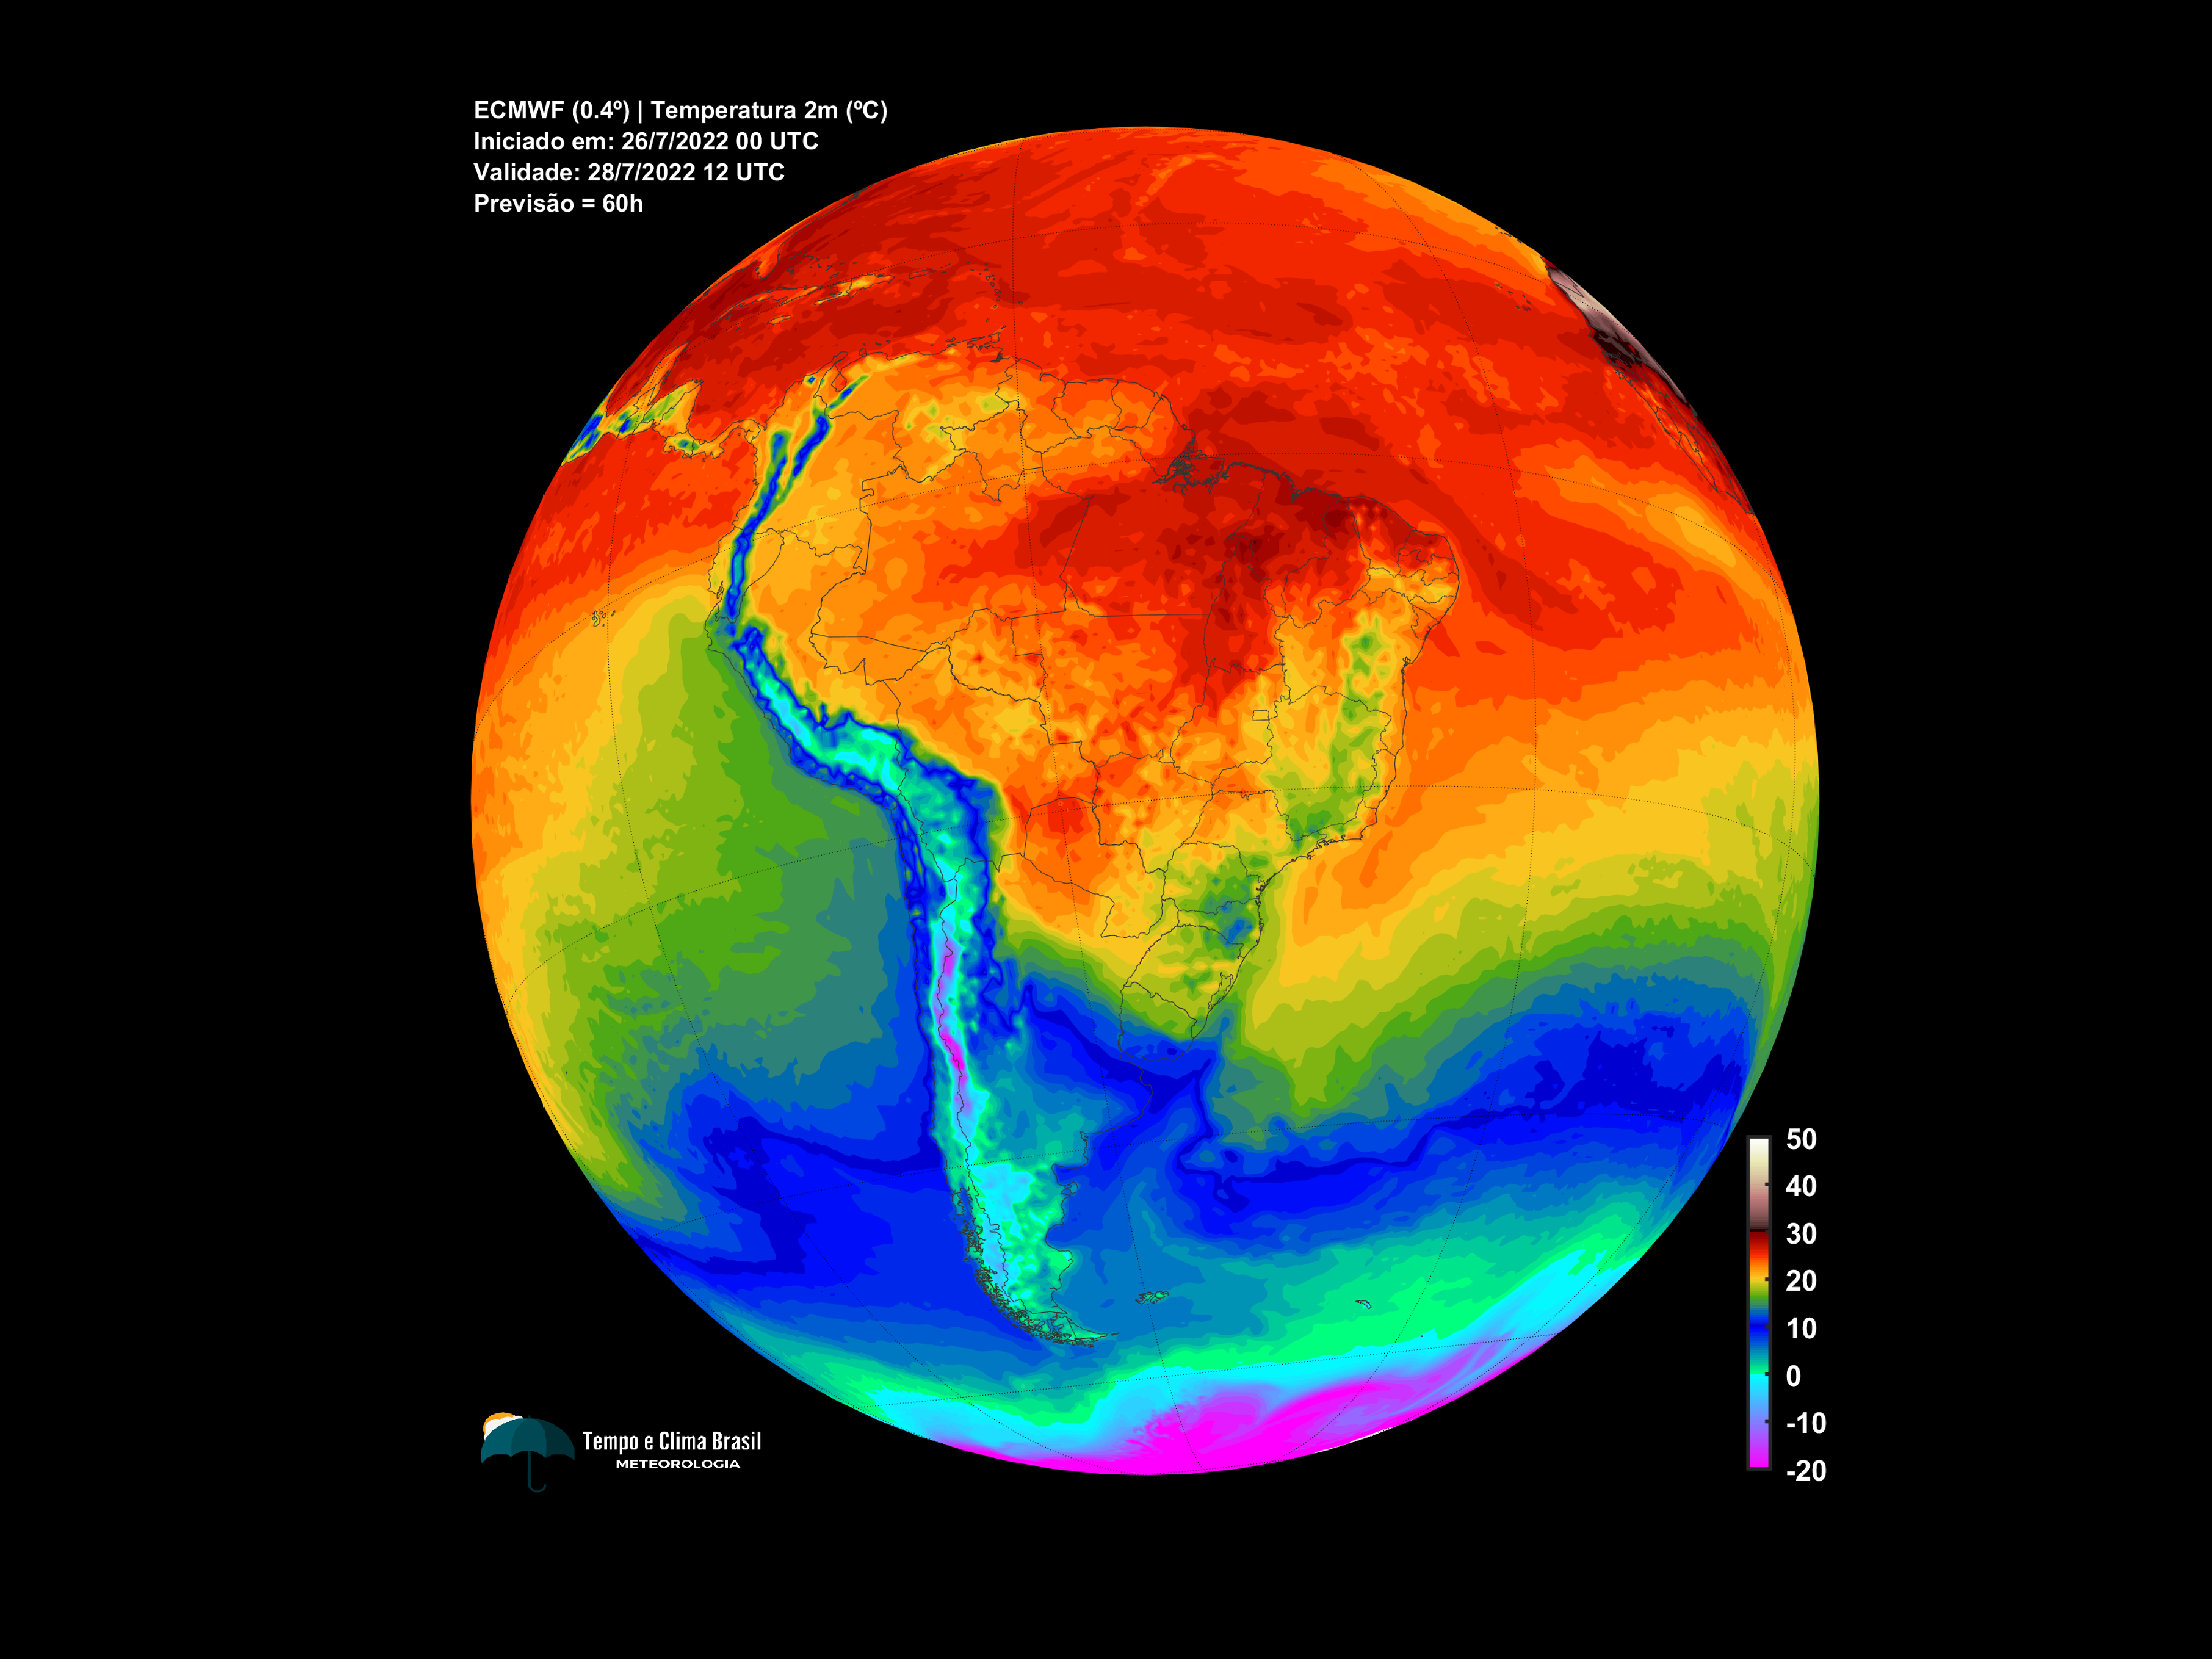 ECMWF (0.4º) | Temperatura 2m (ºC)
Iniciado em: 26/7/2022 00 UTC
Validade: 28/7/2022 12 UTC
Previsão = 60h
50
40
30
20
10
0
-10
-20
Tempo e Clima Brasil
METEOROLOGIA